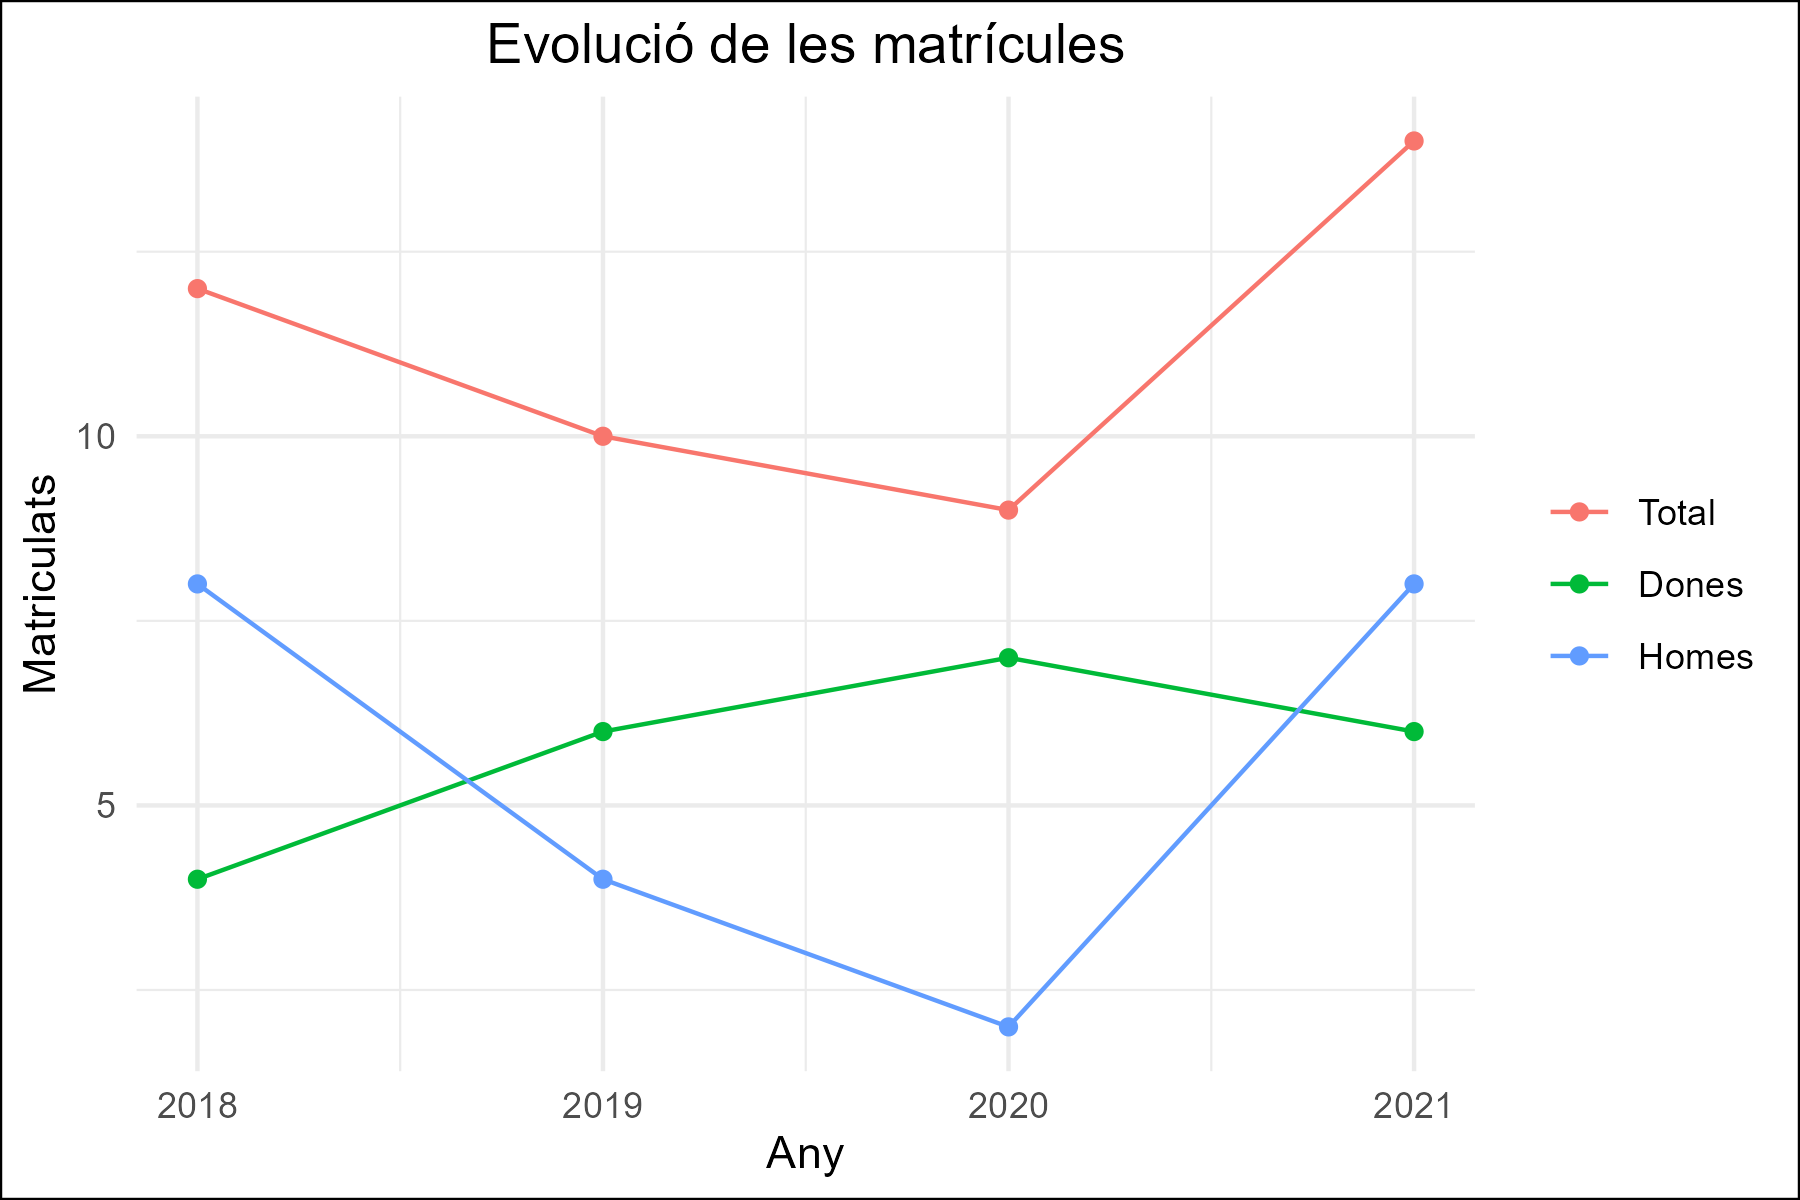 Evolució de les matrícules
Matriculats
10
5
2018
2019
2020
2021
Any
Total
Dones
Homes